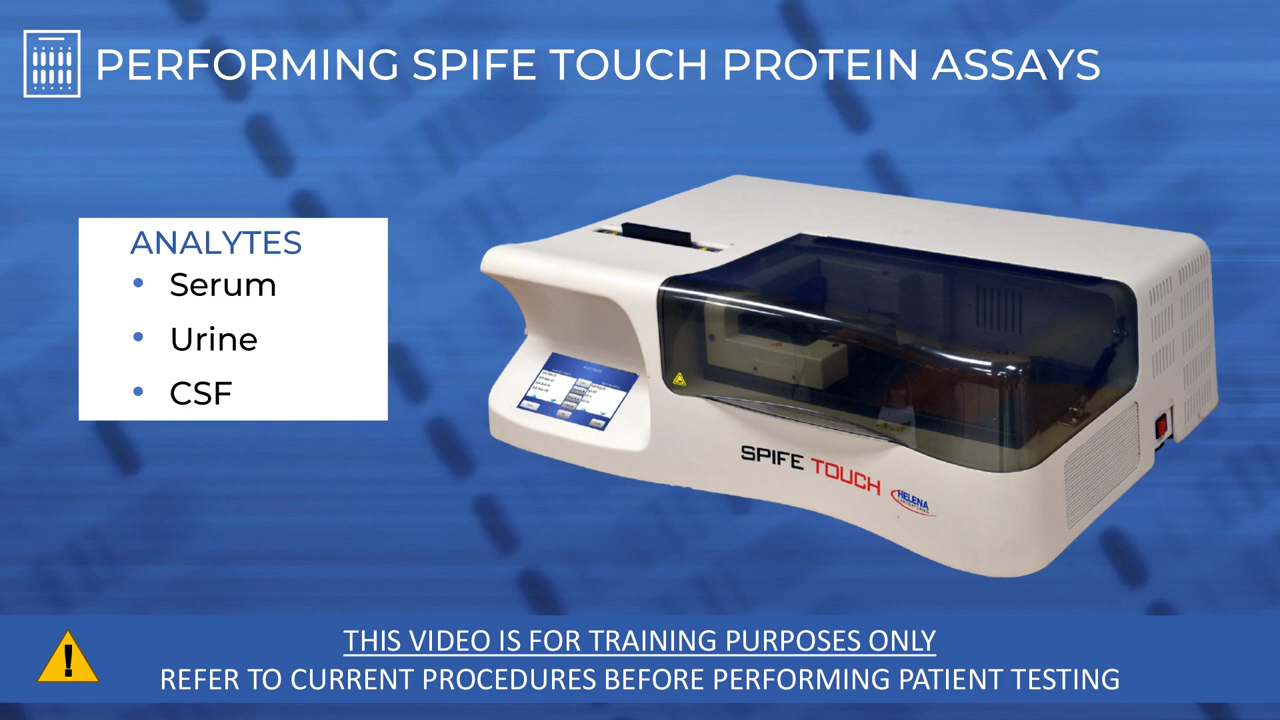 PERFORMING SPIFE TOUCH PROTEIN ASSAYS
ANALYTES
Serum
Urine
CSF
SPIFE TOUCH
HELENA
THIS VIDEO IS FOR TRAINING PURPOSES ONLY
REFER TO CURRENT PROCEDURES BEFORE PERFORMING PATIENT TESTING